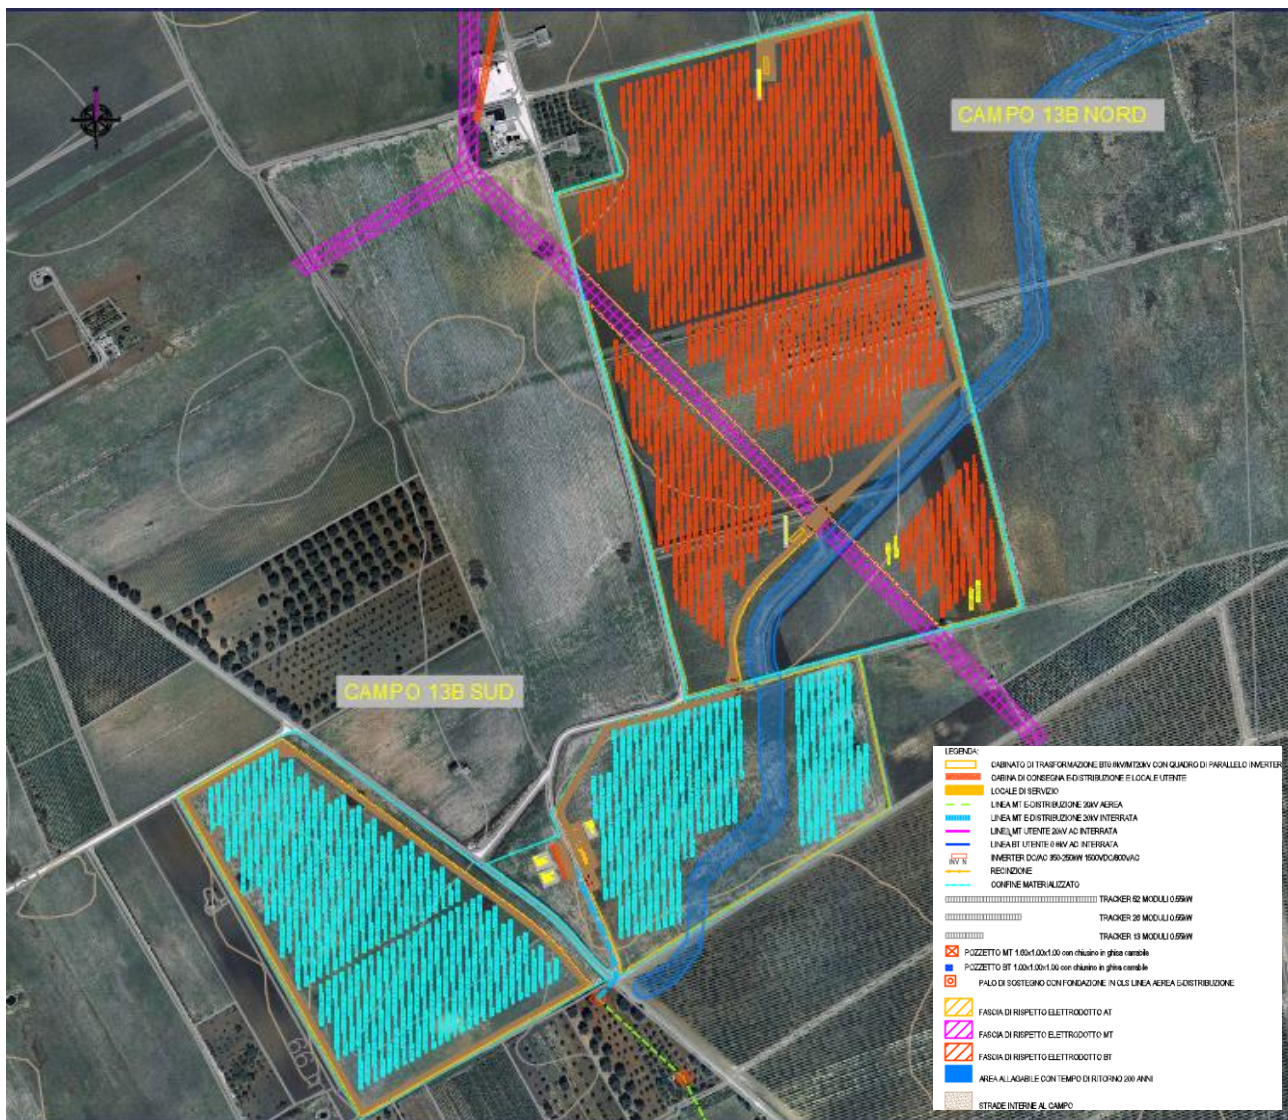 CAMPO 13B NORD
CAMPO 13B SUD
LEGENDA:
CABINATO DI TRASFORMAZIONE BT0.8kV/MT20kV CON QUADRO DI PARALLELO INVERTER
CABINA DI CONSEGNA E-DISTRIBUZIONE E LOCALE UTENTE
LOCALE DI SERVIZIO
LINEA MT E-DISTRIBUZIONE 20kV AEREA
LINEA MT E-DISTRIBUZIONE 20kV INTERRATA
LINEA MT UTENTE 20kV AC INTERRATA
LINEA BT UTENTE 0.8kV AC INTERRATA
INV N
INVERTER DC/AC 350-250kW 1500VDC/800VAC
RECINZIONE
CONFINE MATERIALIZZATO
TRACKER 52 MODULI 0.55kW
TRACKER 26 MODULI 0.55kW
TRACKER 13 MODULI 0.55kW
POZZETTO MT 1.60x1.00x1.00 con chiusino in ghisa carrabile
POZZETTO BT 1.00x1.00x1.00 con chiusino in ghisa carrabile
PALO DI SOSTEGNO CON FONDAZIONE IN CLS LINEA AEREA E-DISTRIBUZIONE
FASCIA DI RISPETTO ELETTRODOTTO AT
FASCIA DI RISPETTO ELETTRODOTTO MT
FASCIA DI RISPETTO ELETTRODOTTO BT
AREA ALLAGABILE CON TEMPO DI RITORNO 200 ANNI
STRADE INTERNE AL CAMPO